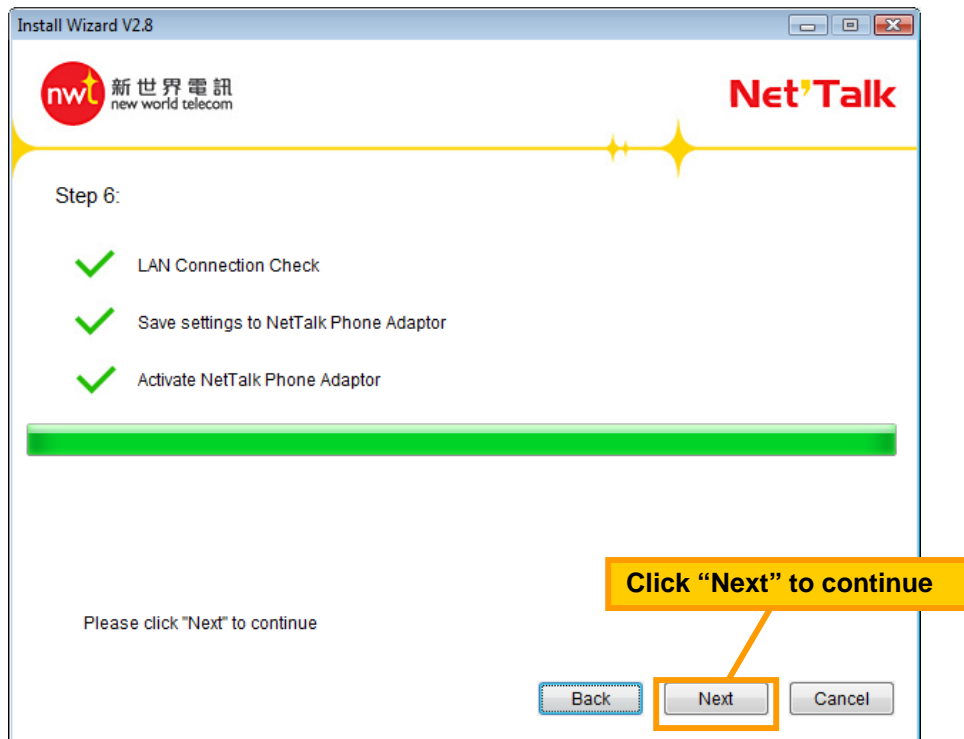 Install Wizard V2.8
nwt
新世界電訊
new world telecom
Net'Talk
Step 6:
LAN Connection Check
Save settings to NetTalk Phone Adaptor
Activate NetTalk Phone Adaptor
Click “Next” to continue
Please click "Next" to continue
Back
Next
Cancel